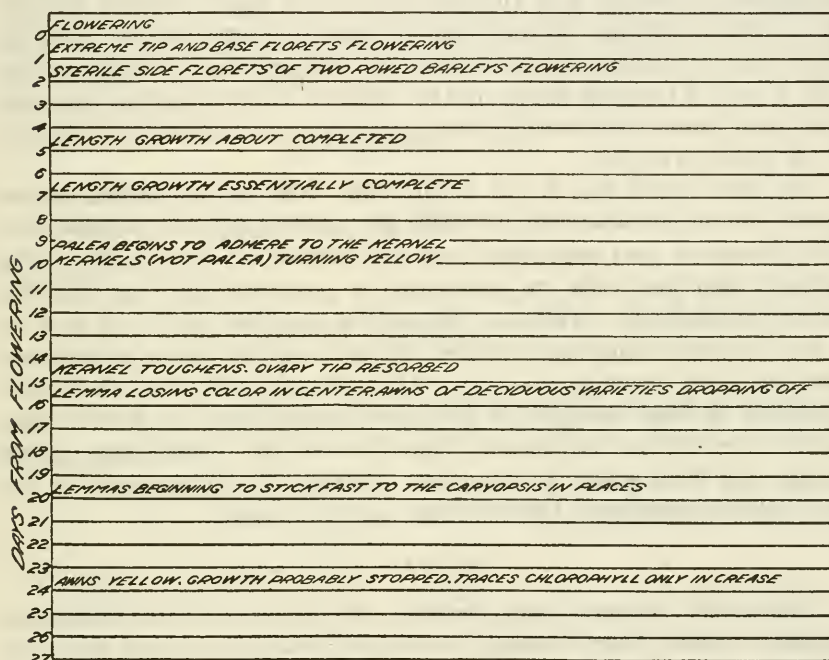 FLOWERING
0
EXTREME TIP AND BASE FLORETS FLOWERING
1
STERILE SIDE FLORETS OF TWO ROWED BARLEYS FLOWERING
2
3
4
LENGTH GROWTH ABOUT COMPLETED
5
6
LENGTH GROWTH ESSENTIALLY COMPLETE
7
8
9
PALEA BEGINS TO ADHERE TO THE KERNEL
10
KERNELS (NOT PALEA) TURNING YELLOW
11
12
13
14
KERNEL TOUGHENS. OVARY TIP RESORBED
15
LEMMA LOSING COLOR IN CENTER. AWNS OF DECIDUOUS VARIETIES DROPPING OFF
16
17
18
19
LEMMAS BEGINNING TO STICK FAST TO THE CARYOPSIS IN PLACES
20
21
22
23
AWNS YELLOW. GROWTH PROBABLY STOPPED. TRACES CHLOROPHYLL ONLY IN CREASE
24
25
26
27
DAYS FROM FLOWERING